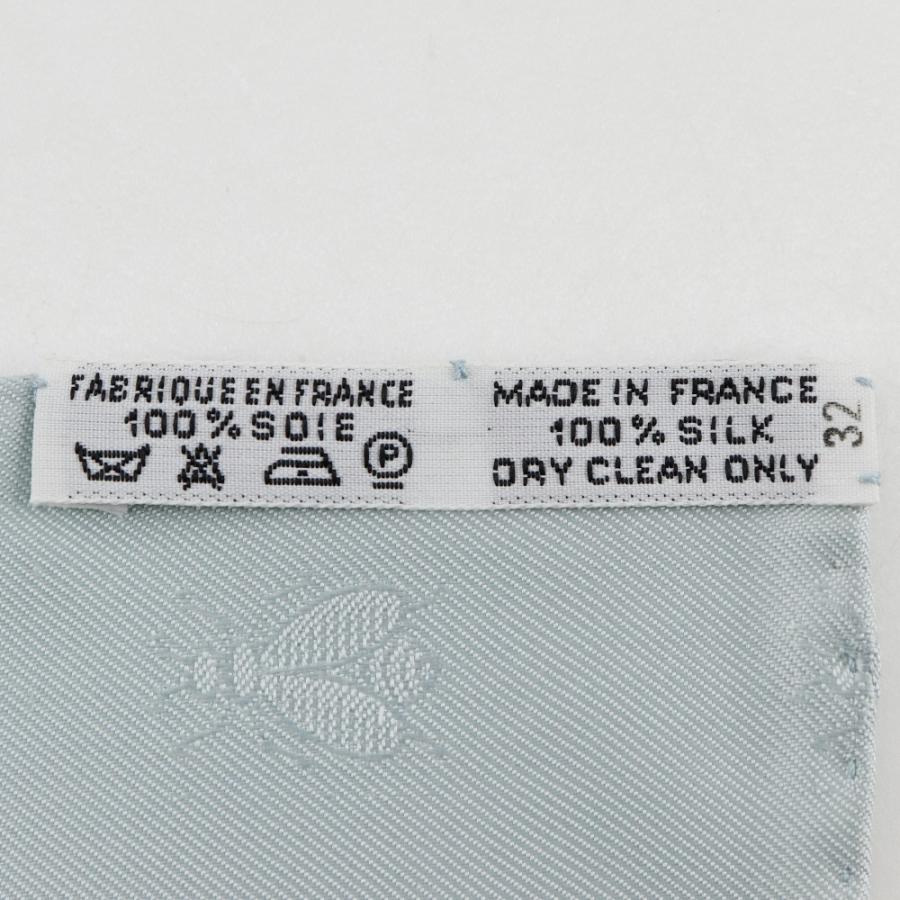 FABRIQUE EN FRANCE
100% SOIE
P
MADE IN FRANCE
100% SILK
DRY CLEAN ONLY
32